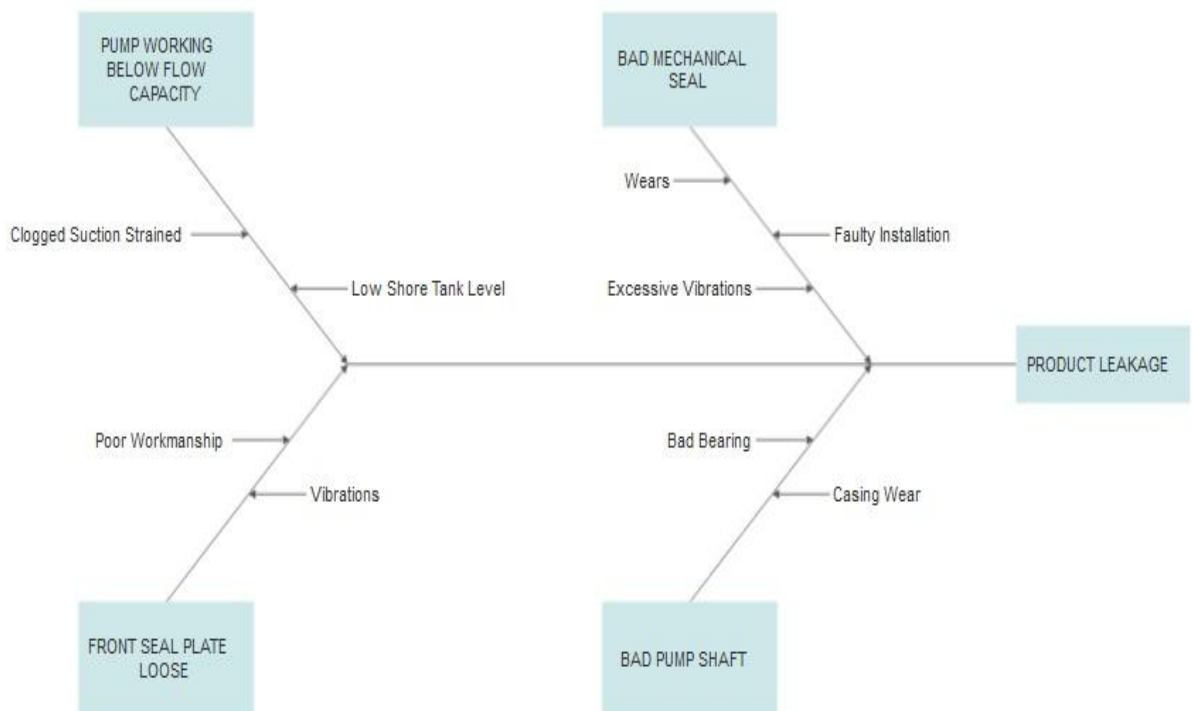 PUMP WORKING
BELOW FLOW
CAPACITY
BAD MECHANICAL
SEAL
Wears
Clogged Suction Strained
Faulty Installation
Low Shore Tank Level
Excessive Vibrations
PRODUCT LEAKAGE
Poor Workmanship
Bad Bearing
Vibrations
Casing Wear
FRONT SEAL PLATE
LOOSE
BAD PUMP SHAFT